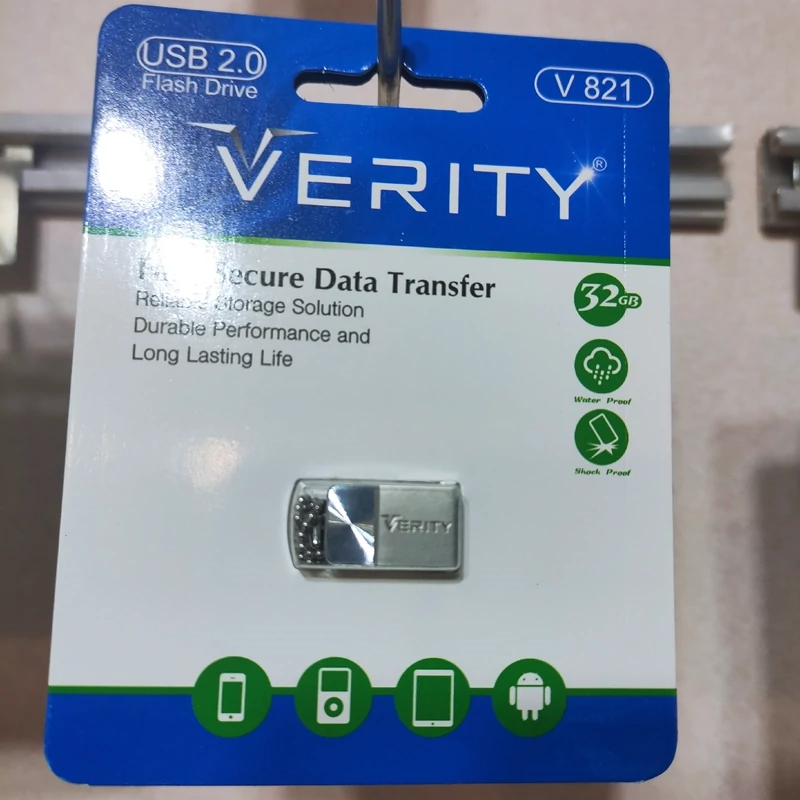 USB 2.0
Flash Drive
V 821
VERITY®
Secure Data Transfer
Reliable Storage Solution
Durable Performance and
Long Lasting Life
32GB
Water Proof
Shock Proof
VERITY